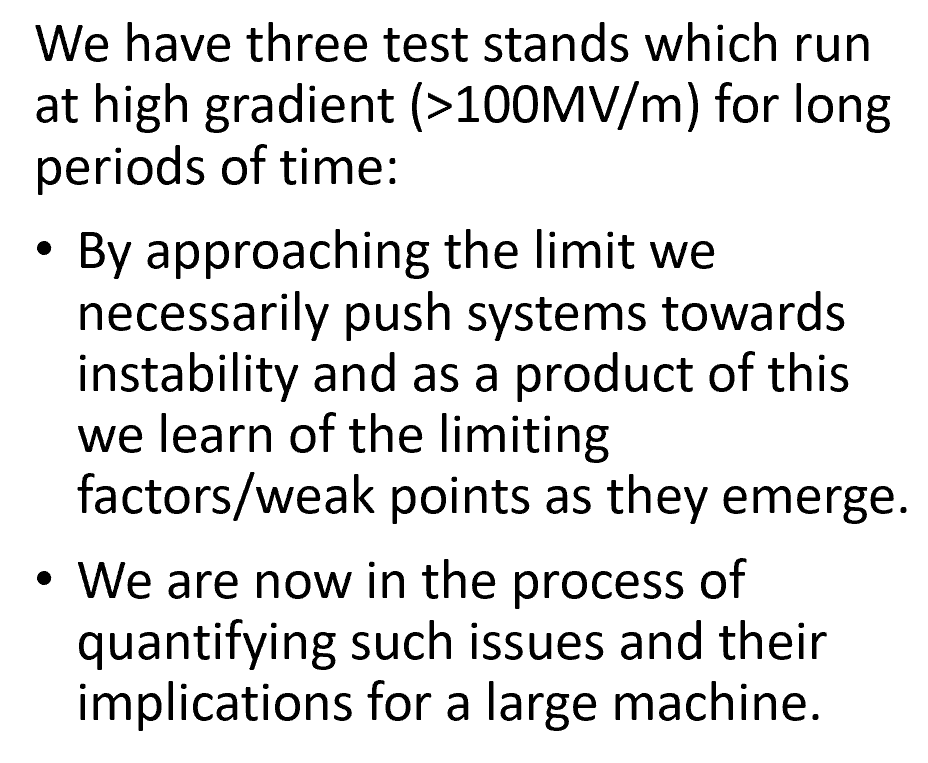 We have three test stands which run
at high gradient (>100MV/m) for long
periods of time:
• By approaching the limit we
necessarily push systems towards
instability and as a product of this
we learn of the limiting
factors/weak points as they emerge.
• We are now in the process of
quantifying such issues and their
implications for a large machine.